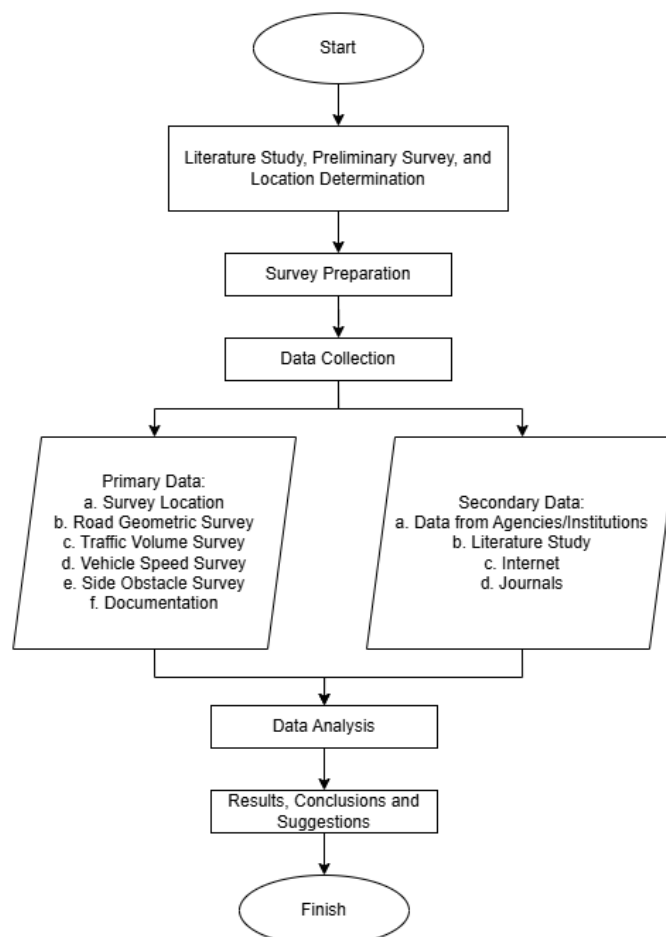 Start
Literature Study, Preliminary Survey, and
Location Determination
Survey Preparation
Data Collection
Primary Data:
a. Survey Location
b. Road Geometric Survey
c. Traffic Volume Survey
d. Vehicle Speed Survey
e. Side Obstacle Survey
f. Documentation
Secondary Data:
a. Data from Agencies/Institutions
b. Literature Study
c. Internet
d. Journals
Data Analysis
Results, Conclusions and
Suggestions
Finish